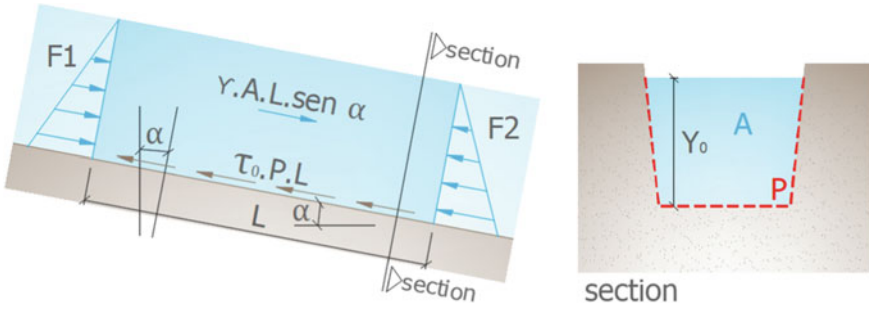 F1
ϒ.A.L.sen α
section
F2
α
τ₀.P.L
α
L
section
Y₀
A
P
section